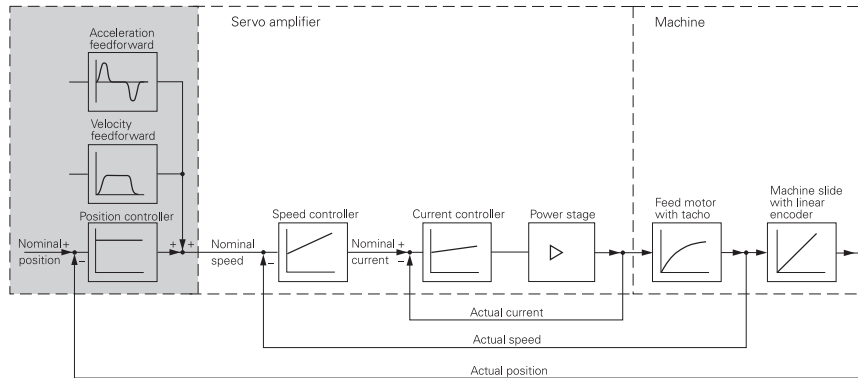 Servo amplifier
Machine
Acceleration
feedforward
Velocity
feedforward
Position controller
Nominal +
position
−
+ +
Nominal
speed
−
Speed controller
Nominal +
current
−
Current controller
Power stage
Feed motor
with tacho
Machine slide
with linear
encoder
Actual current
Actual speed
Actual position